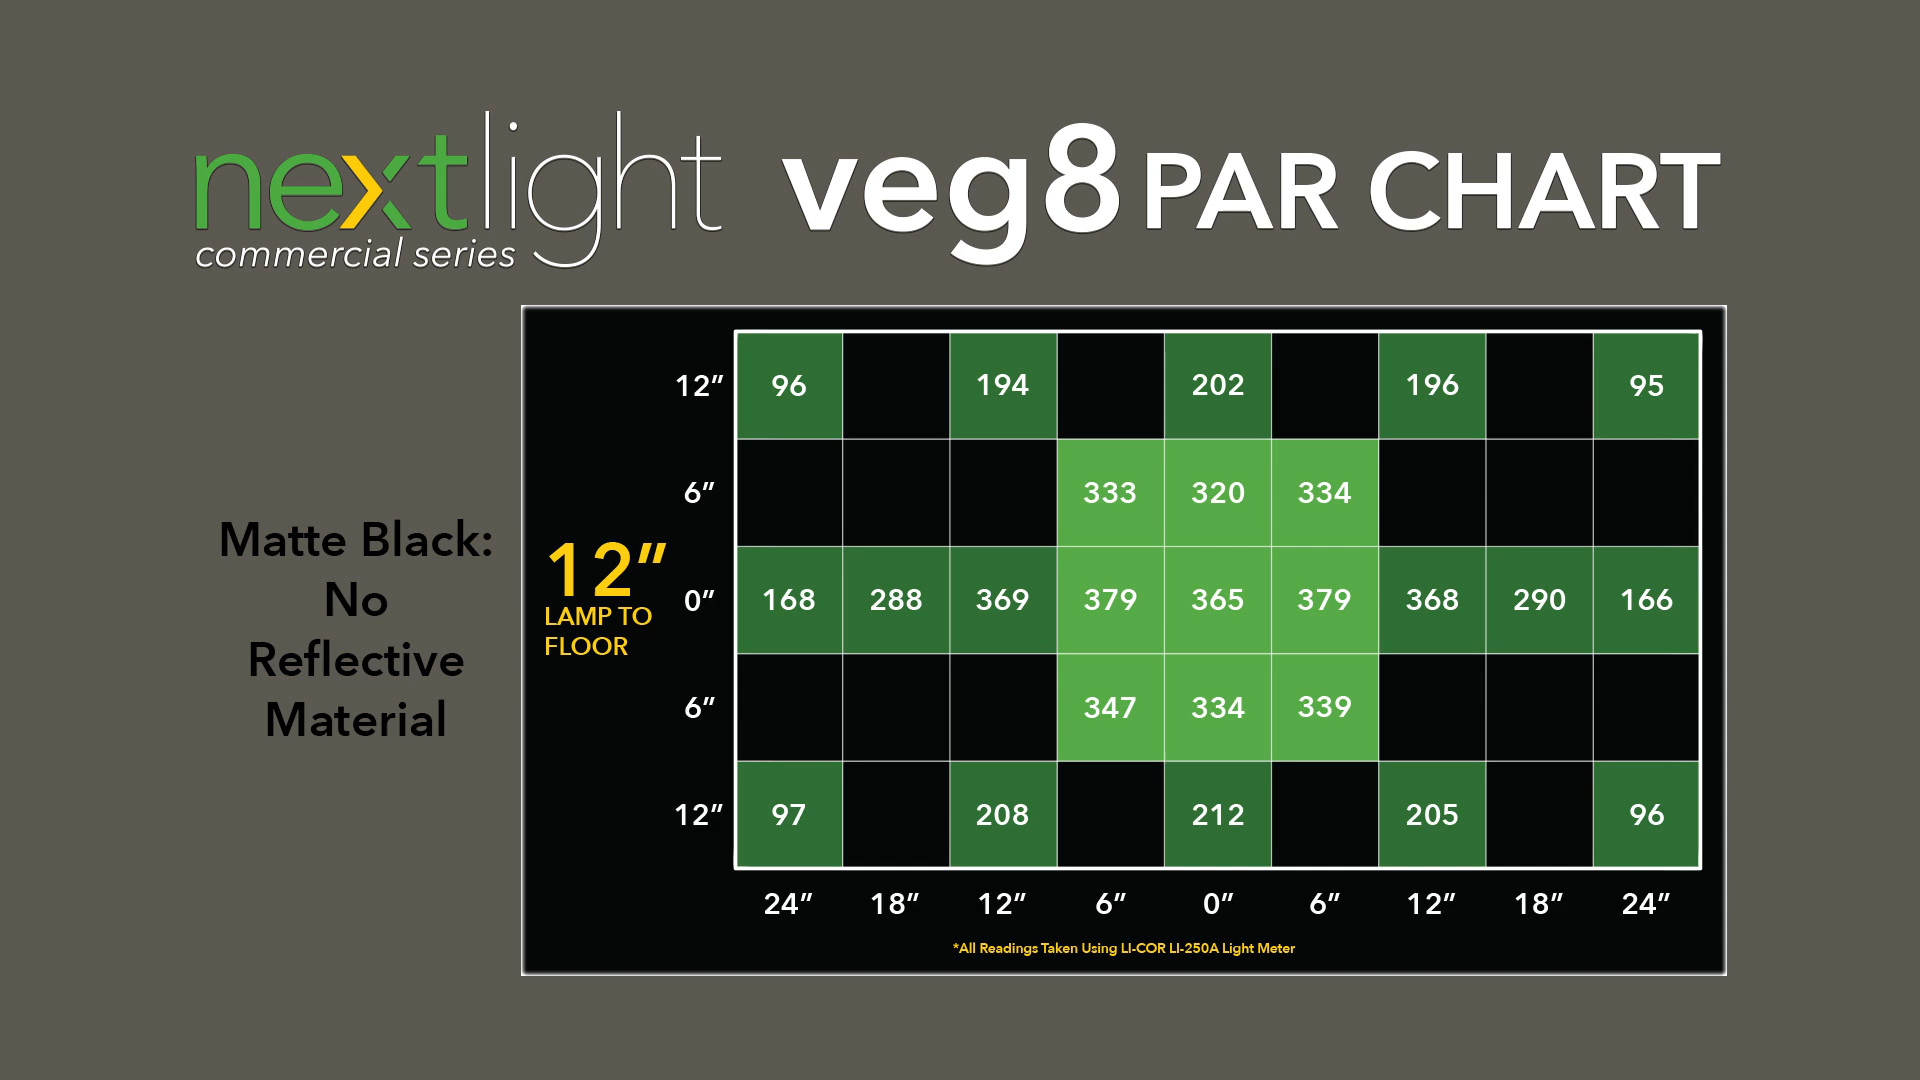 nextlight veg8 PAR CHART
commercial series
12” 96 194 202 196 95
6” 333 320 334
Matte Black:
No
Reflective
Material
12”
LAMP TO
FLOOR
0” 168 288 369 379 365 379 368 290 166
6” 347 334 339
12” 97 208 212 205 96
24” 18” 12” 6” 0” 6” 12” 18” 24”
*All Readings Taken Using LI-COR LI-250A Light Meter